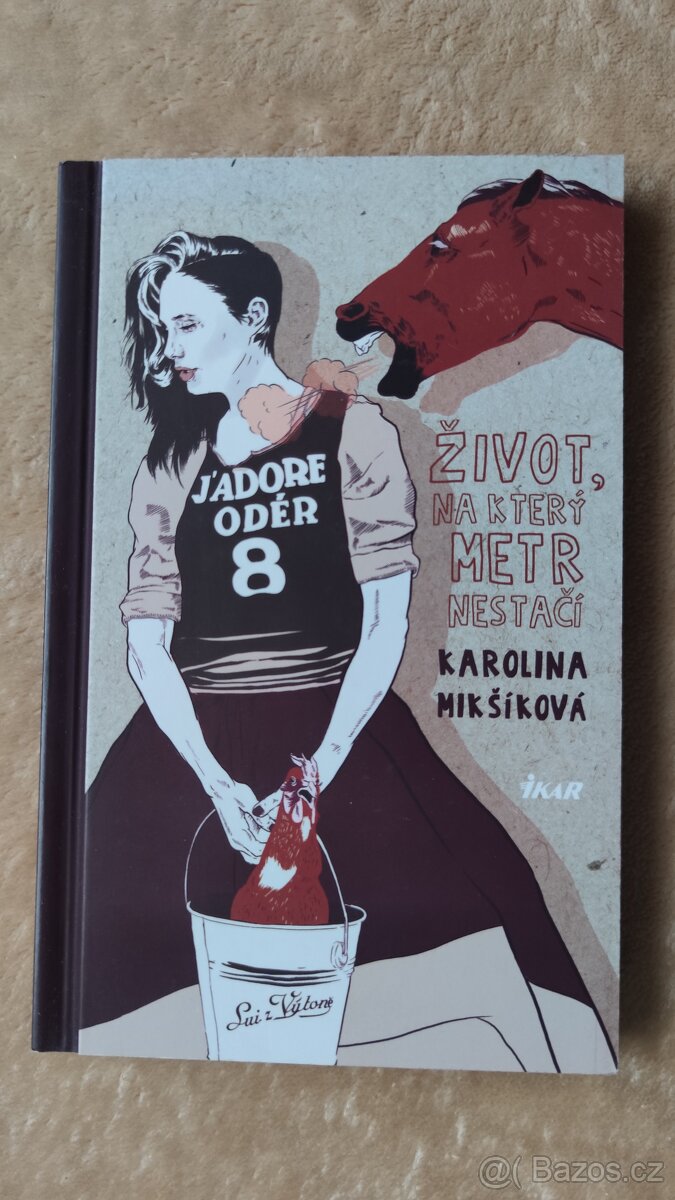 J'ADORE
ODÉR
8
ŽIVOT,
NA KTERÝ
METR
NESTAČÍ
KAROLINA
MIKŠÍKOVÁ
iKAR
Lui z Výtoně
@( Bazos.cz